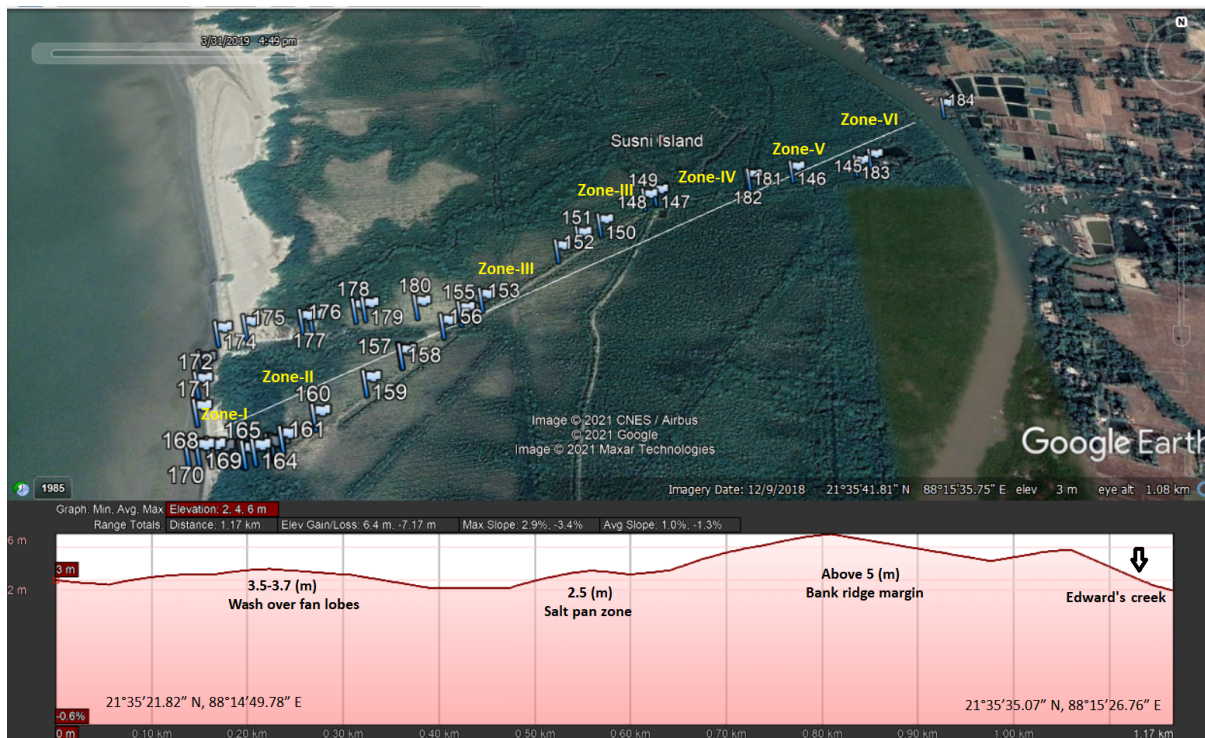 3/31/2019 4:49 pm
N
184
Zone-VI
Susni Island
Zone-V
145
183
146
149
Zone-III
Zone-IV
181
148
147
182
151
150
152
Zone-III
180
155
153
178
156
179
176
175
177
174
157
158
172
Zone-II
159
171
160
Zone-I
165
161
168
169
164
170
Image © 2021 CNES / Airbus
© 2021 Google
Image © 2021 Maxar Technologies
Google Earth
1985
Imagery Date: 12/9/2018 21°35'41.81" N 88°15'35.75" E elev 3 m eye alt 1.08 km
Graph: Min, Avg, Max Elevation: 2, 4, 6 m
Range Totals: Distance: 1.17 km Elev Gain/Loss: 6.4 m, -7.17 m Max Slope: 2.9%, -3.4% Avg Slope: 1.0%, -1.3%
6 m
3 m
2 m
3.5-3.7 (m)
Wash over fan lobes
2.5 (m)
Salt pan zone
Above 5 (m)
Bank ridge margin
Edward's creek
21°35’21.82” N, 88°14’49.78” E
21°35’35.07” N, 88°15’26.76” E
-0.6%
0 m 0.10 km 0.20 km 0.30 km 0.40 km 0.50 km 0.60 km 0.70 km 0.80 km 0.90 km 1.00 km 1.17 km